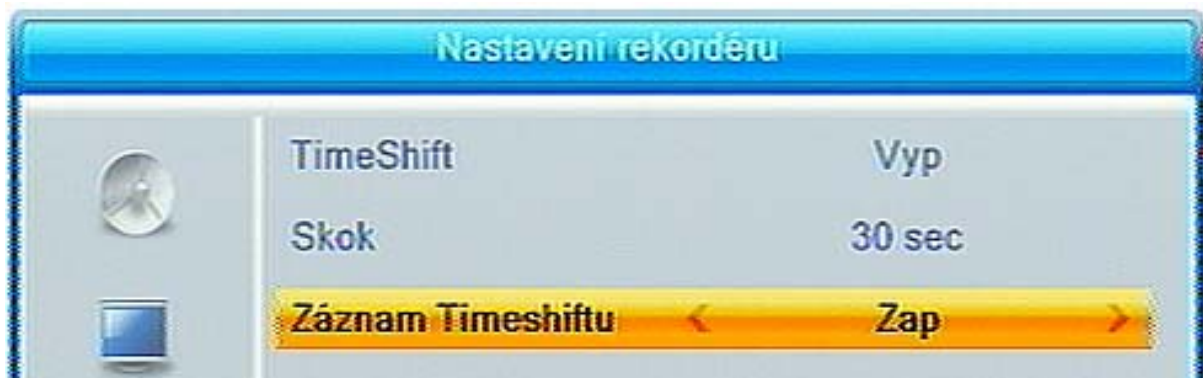 Nastavení rekordéru
TimeShift Vyp
Skok 30 sec
Záznam Timeshiftu Zap